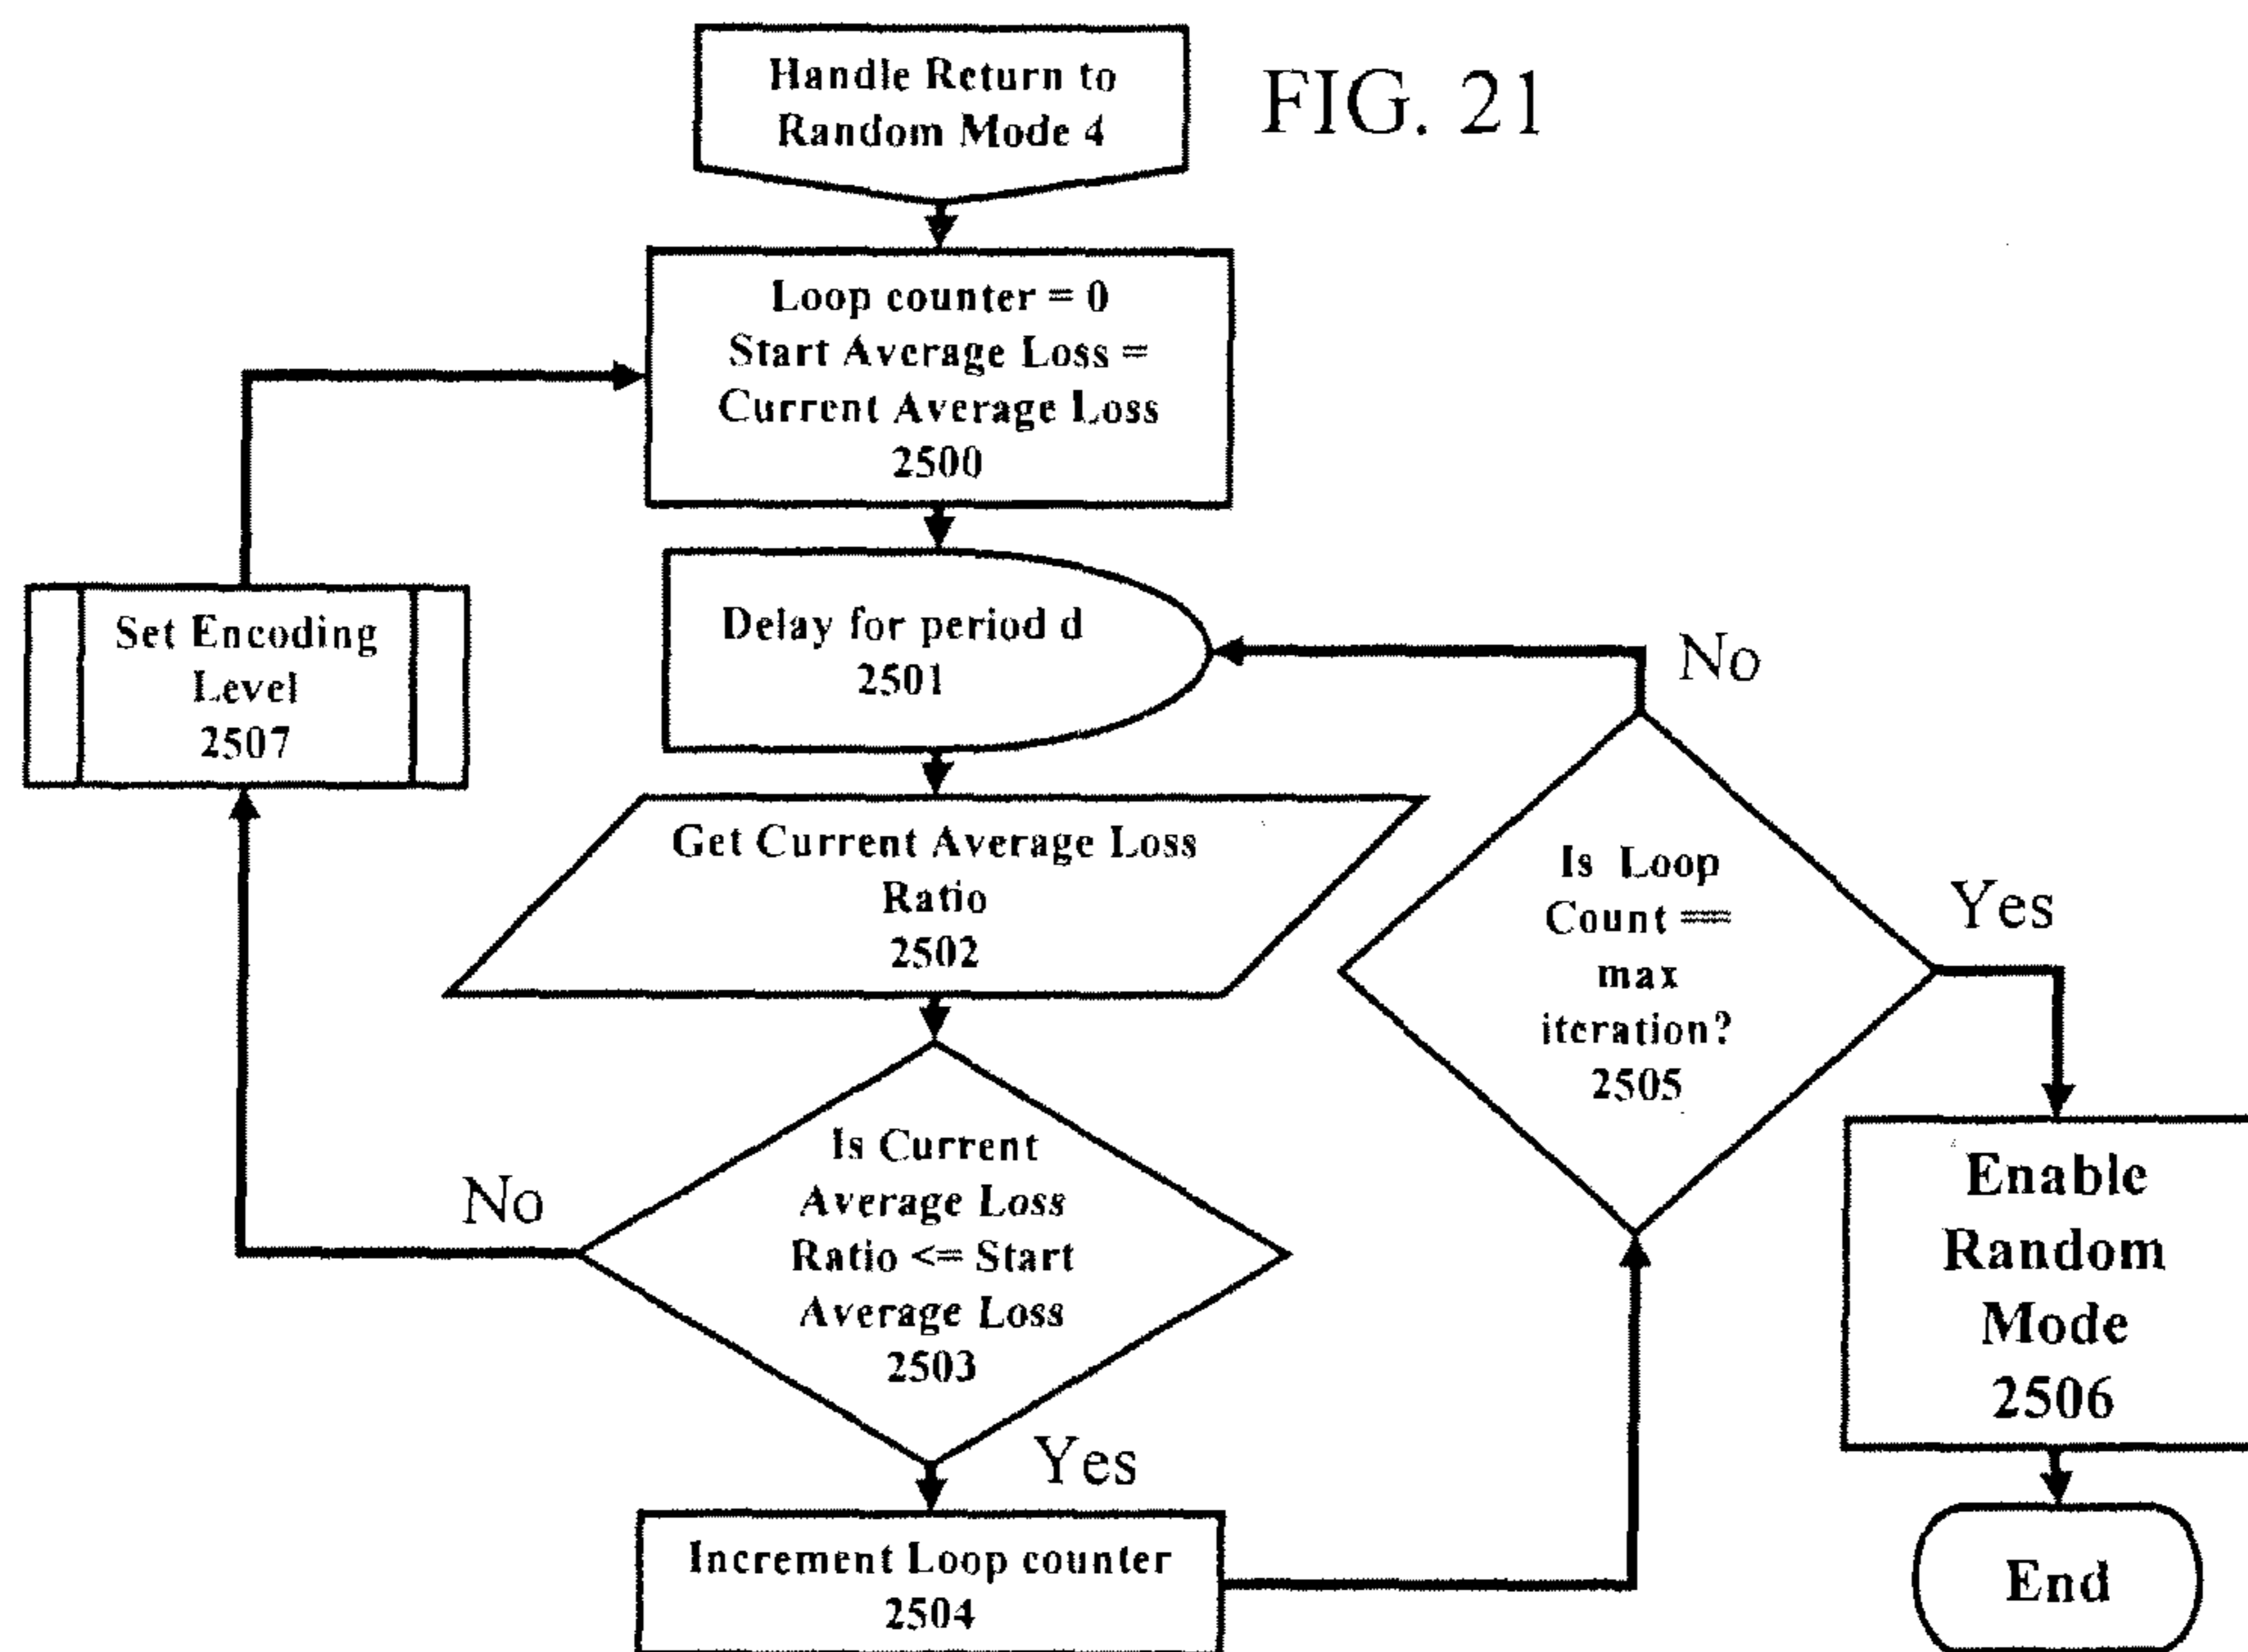 Handle Return to
Random Mode 4
FIG. 21
Loop counter = 0
Start Average Loss =
Current Average Loss
2500
Set Encoding
Level
2507
Delay for period d
2501
No
Get Current Average Loss
Ratio
2502
Is Loop
Count ==
max
iteration?
2505
Yes
Is Current
Average Loss
Ratio <= Start
Average Loss
2503
No
Yes
Enable
Random
Mode
2506
Increment Loop counter
2504
End